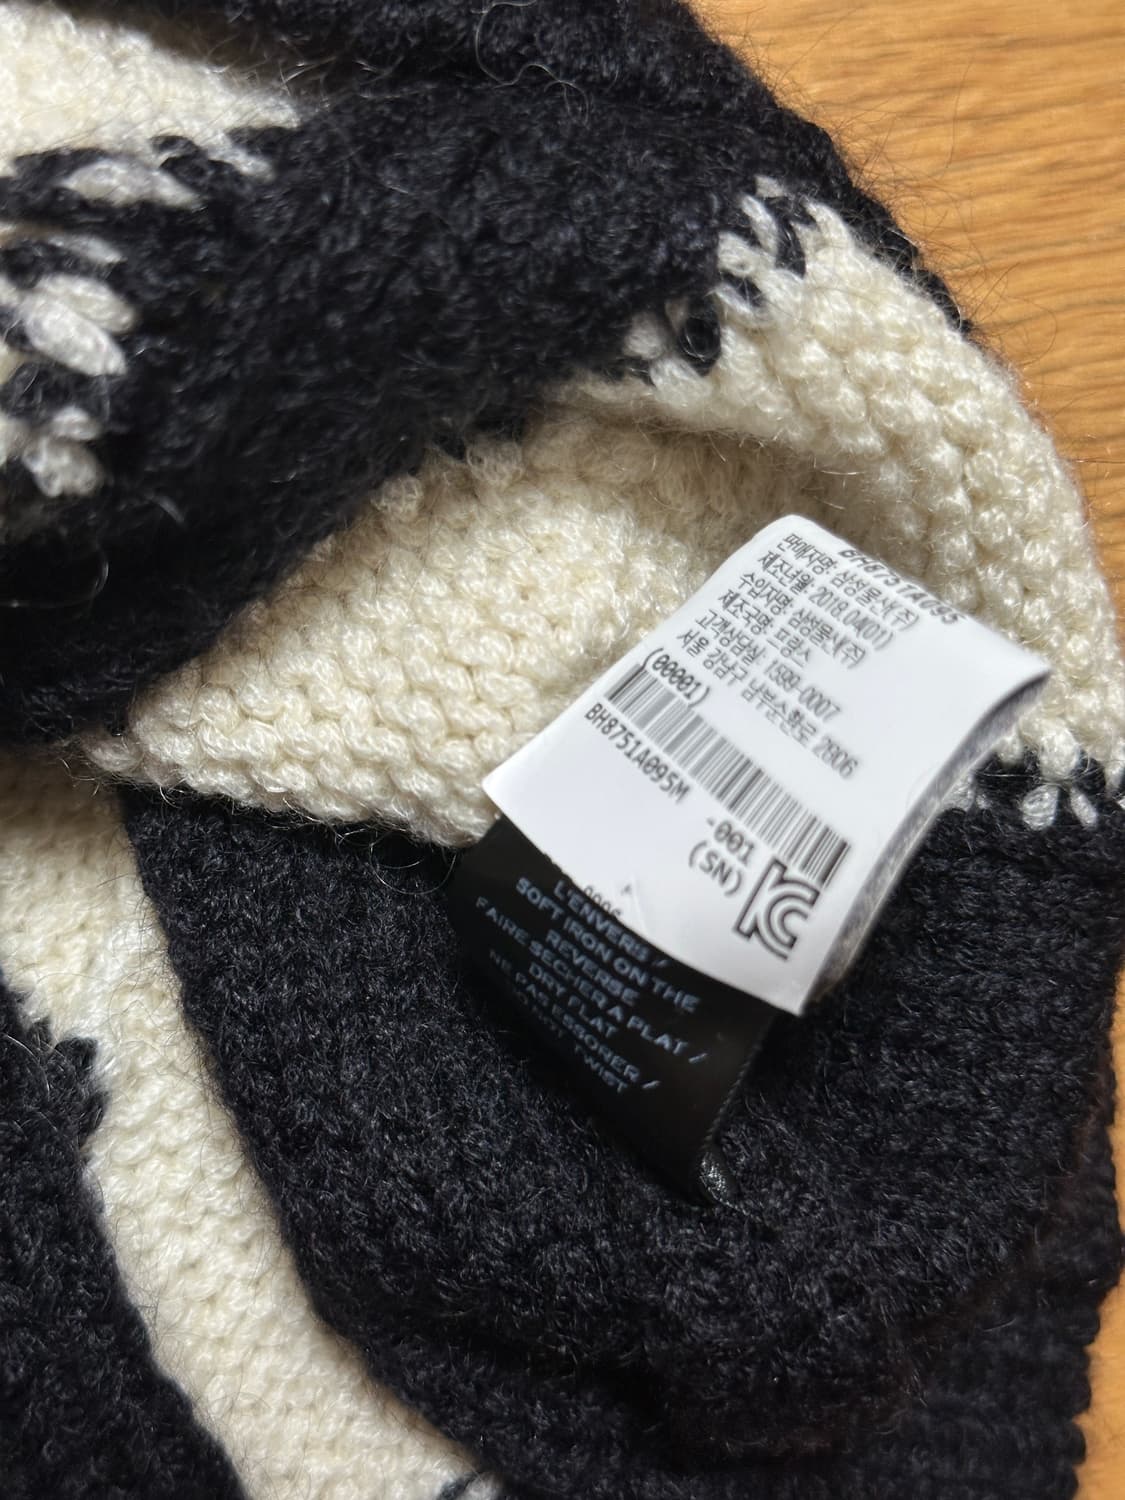 BH8751A095
판매자명: 삼성물산(주)
제조년월: 2018.04(01)
수입자명: 삼성물산(주)
제조국명: 프랑스
고객상담실: 1599-0007
서울 강남구 남부순환로 2806
(00001)
BH8751A095M
-001
(SN)
L'ENVERS /
SOFT IRON ON THE
REVERSE
FAIRE SECHER A PLAT /
DRY FLAT
NE PAS ESSORER /
NOT TWIST